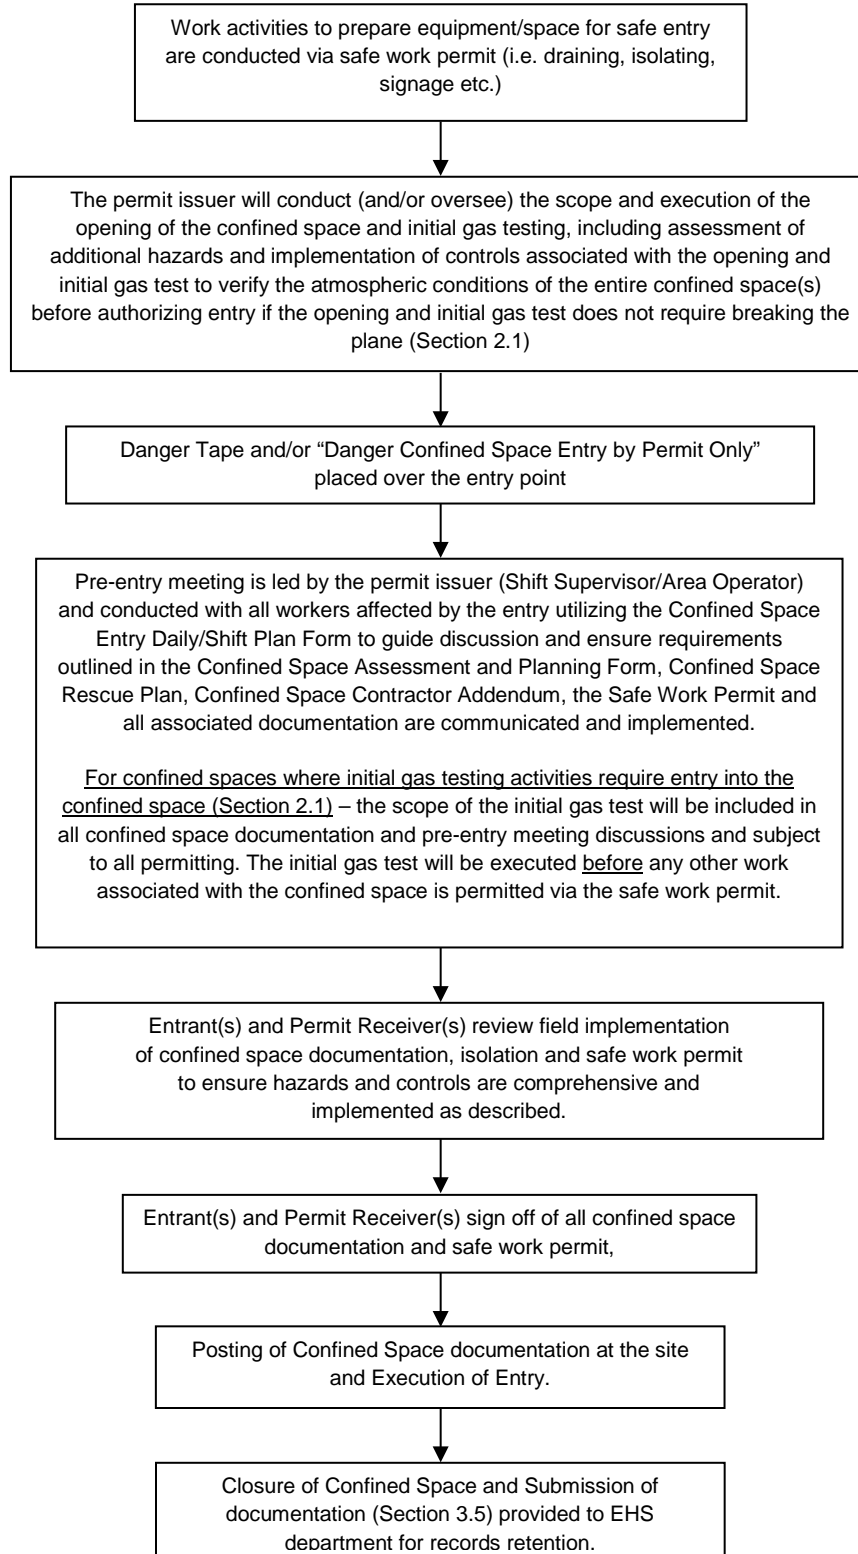 Work activities to prepare equipment/space for safe entry
are conducted via safe work permit (i.e. draining, isolating,
signage etc.)
The permit issuer will conduct (and/or oversee) the scope and execution of the
opening of the confined space and initial gas testing, including assessment of
additional hazards and implementation of controls associated with the opening and
initial gas test to verify the atmospheric conditions of the entire confined space(s)
before authorizing entry if the opening and initial gas test does not require breaking the
plane (Section 2.1)
Danger Tape and/or “Danger Confined Space Entry by Permit Only”
placed over the entry point
Pre-entry meeting is led by the permit issuer (Shift Supervisor/Area Operator)
and conducted with all workers affected by the entry utilizing the Confined Space
Entry Daily/Shift Plan Form to guide discussion and ensure requirements
outlined in the Confined Space Assessment and Planning Form, Confined Space
Rescue Plan, Confined Space Contractor Addendum, the Safe Work Permit and
all associated documentation are communicated and implemented.
For confined spaces where initial gas testing activities require entry into the
confined space (Section 2.1) – the scope of the initial gas test will be included in
all confined space documentation and pre-entry meeting discussions and subject
to all permitting. The initial gas test will be executed before any other work
associated with the confined space is permitted via the safe work permit.
Entrant(s) and Permit Receiver(s) review field implementation
of confined space documentation, isolation and safe work permit
to ensure hazards and controls are comprehensive and
implemented as described.
Entrant(s) and Permit Receiver(s) sign off of all confined space
documentation and safe work permit,
Posting of Confined Space documentation at the site
and Execution of Entry.
Closure of Confined Space and Submission of
documentation (Section 3.5) provided to EHS
department for records retention.